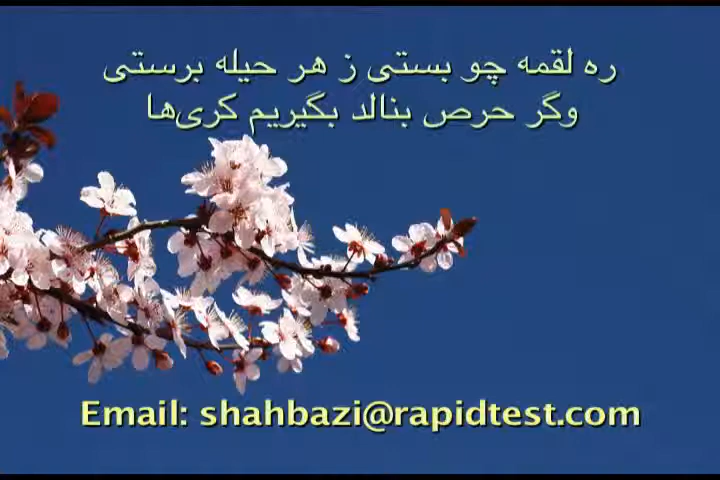 ره لقمه چو بستی ز هر حیله برستی
وگر حرص بنالد بگیریم کری‌ها
Email: shahbazi@rapidtest.com